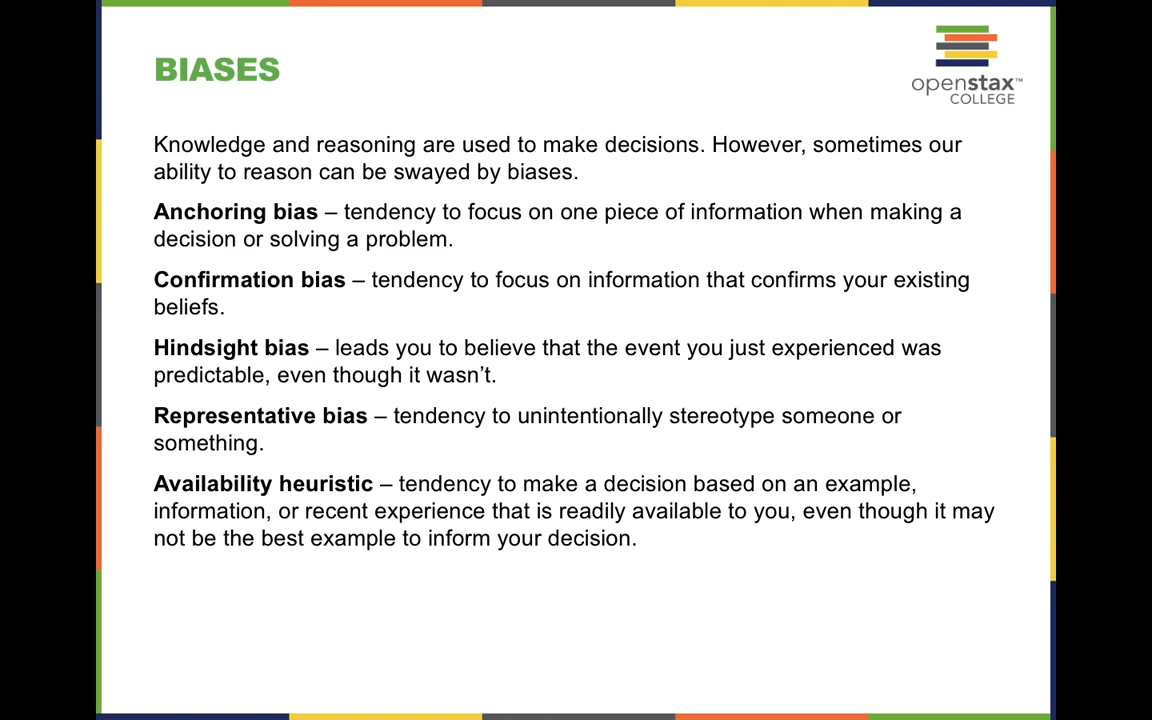 BIASES
openstax™
COLLEGE
Knowledge and reasoning are used to make decisions. However, sometimes our
ability to reason can be swayed by biases.
Anchoring bias – tendency to focus on one piece of information when making a
decision or solving a problem.
Confirmation bias – tendency to focus on information that confirms your existing
beliefs.
Hindsight bias – leads you to believe that the event you just experienced was
predictable, even though it wasn’t.
Representative bias – tendency to unintentionally stereotype someone or
something.
Availability heuristic – tendency to make a decision based on an example,
information, or recent experience that is readily available to you, even though it may
not be the best example to inform your decision.